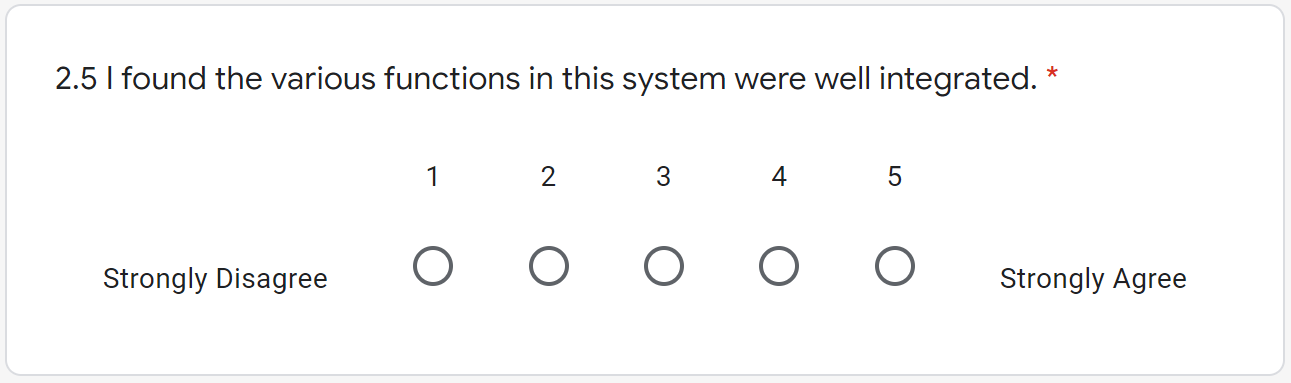 2.5 I found the various functions in this system were well integrated. *
1 2 3 4 5
Strongly Disagree Strongly Agree